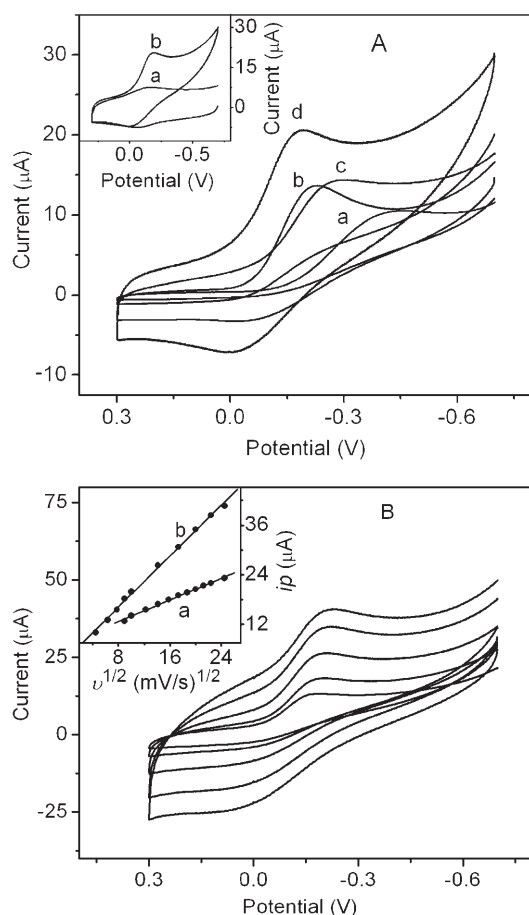 A
30
20
10
0
-10
Current (μA)
0.3
0.0
-0.3
-0.6
Potential (V)
a
b
c
d
b
a
30
15
0
Current (μA)
0.0
-0.5
Potential (V)
B
75
50
25
0
-25
Current (μA)
0.3
0.0
-0.3
-0.6
Potential (V)
b
a
36
24
12
ip (μA)
0
8
16
24
υ1/2 (mV/s)1/2